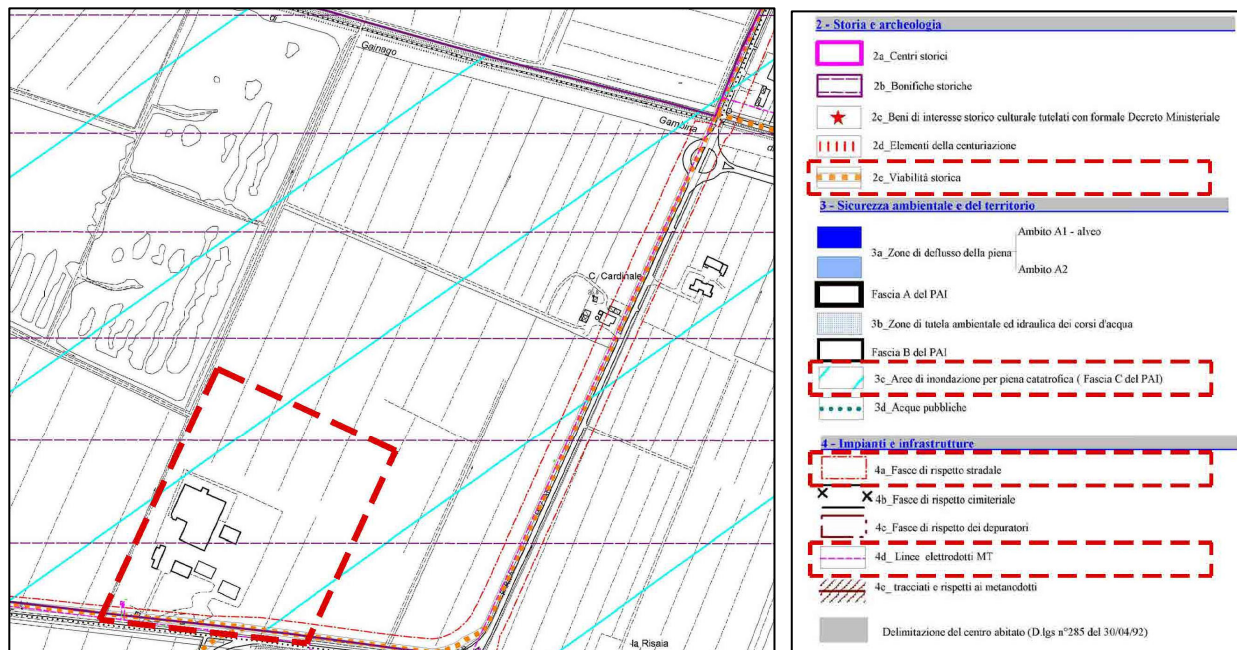 Gainago
Gambina
C. Cardinale
la Risaia
2 - Storia e archeologia
2a_Centri storici
2b_Bonifiche storiche
2c_Beni di interesse storico culturale tutelati con formale Decreto Ministeriale
2d_Elementi della centuriazione
2e_Viabilità storica
3 - Sicurezza ambientale e del territorio
Ambito A1 - alveo
3a_Zone di deflusso della piena
Ambito A2
Fascia A del PAI
3b_Zone di tutela ambientale ed idraulica dei corsi d'acqua
Fascia B del PAI
3c_Aree di inondazione per piena catatrofica ( Fascia C del PAI)
3d_Acque pubbliche
4 - Impianti e infrastrutture
4a_Fasce di rispetto stradale
4b_Fasce di rispetto cimiteriale
4c_Fasce di rispetto dei depuratori
4d_ Linee elettrodotti MT
4e_ tracciati e rispetti ai metanodotti
Delimitazione del centro abitato (D.lgs n°285 del 30/04/92)